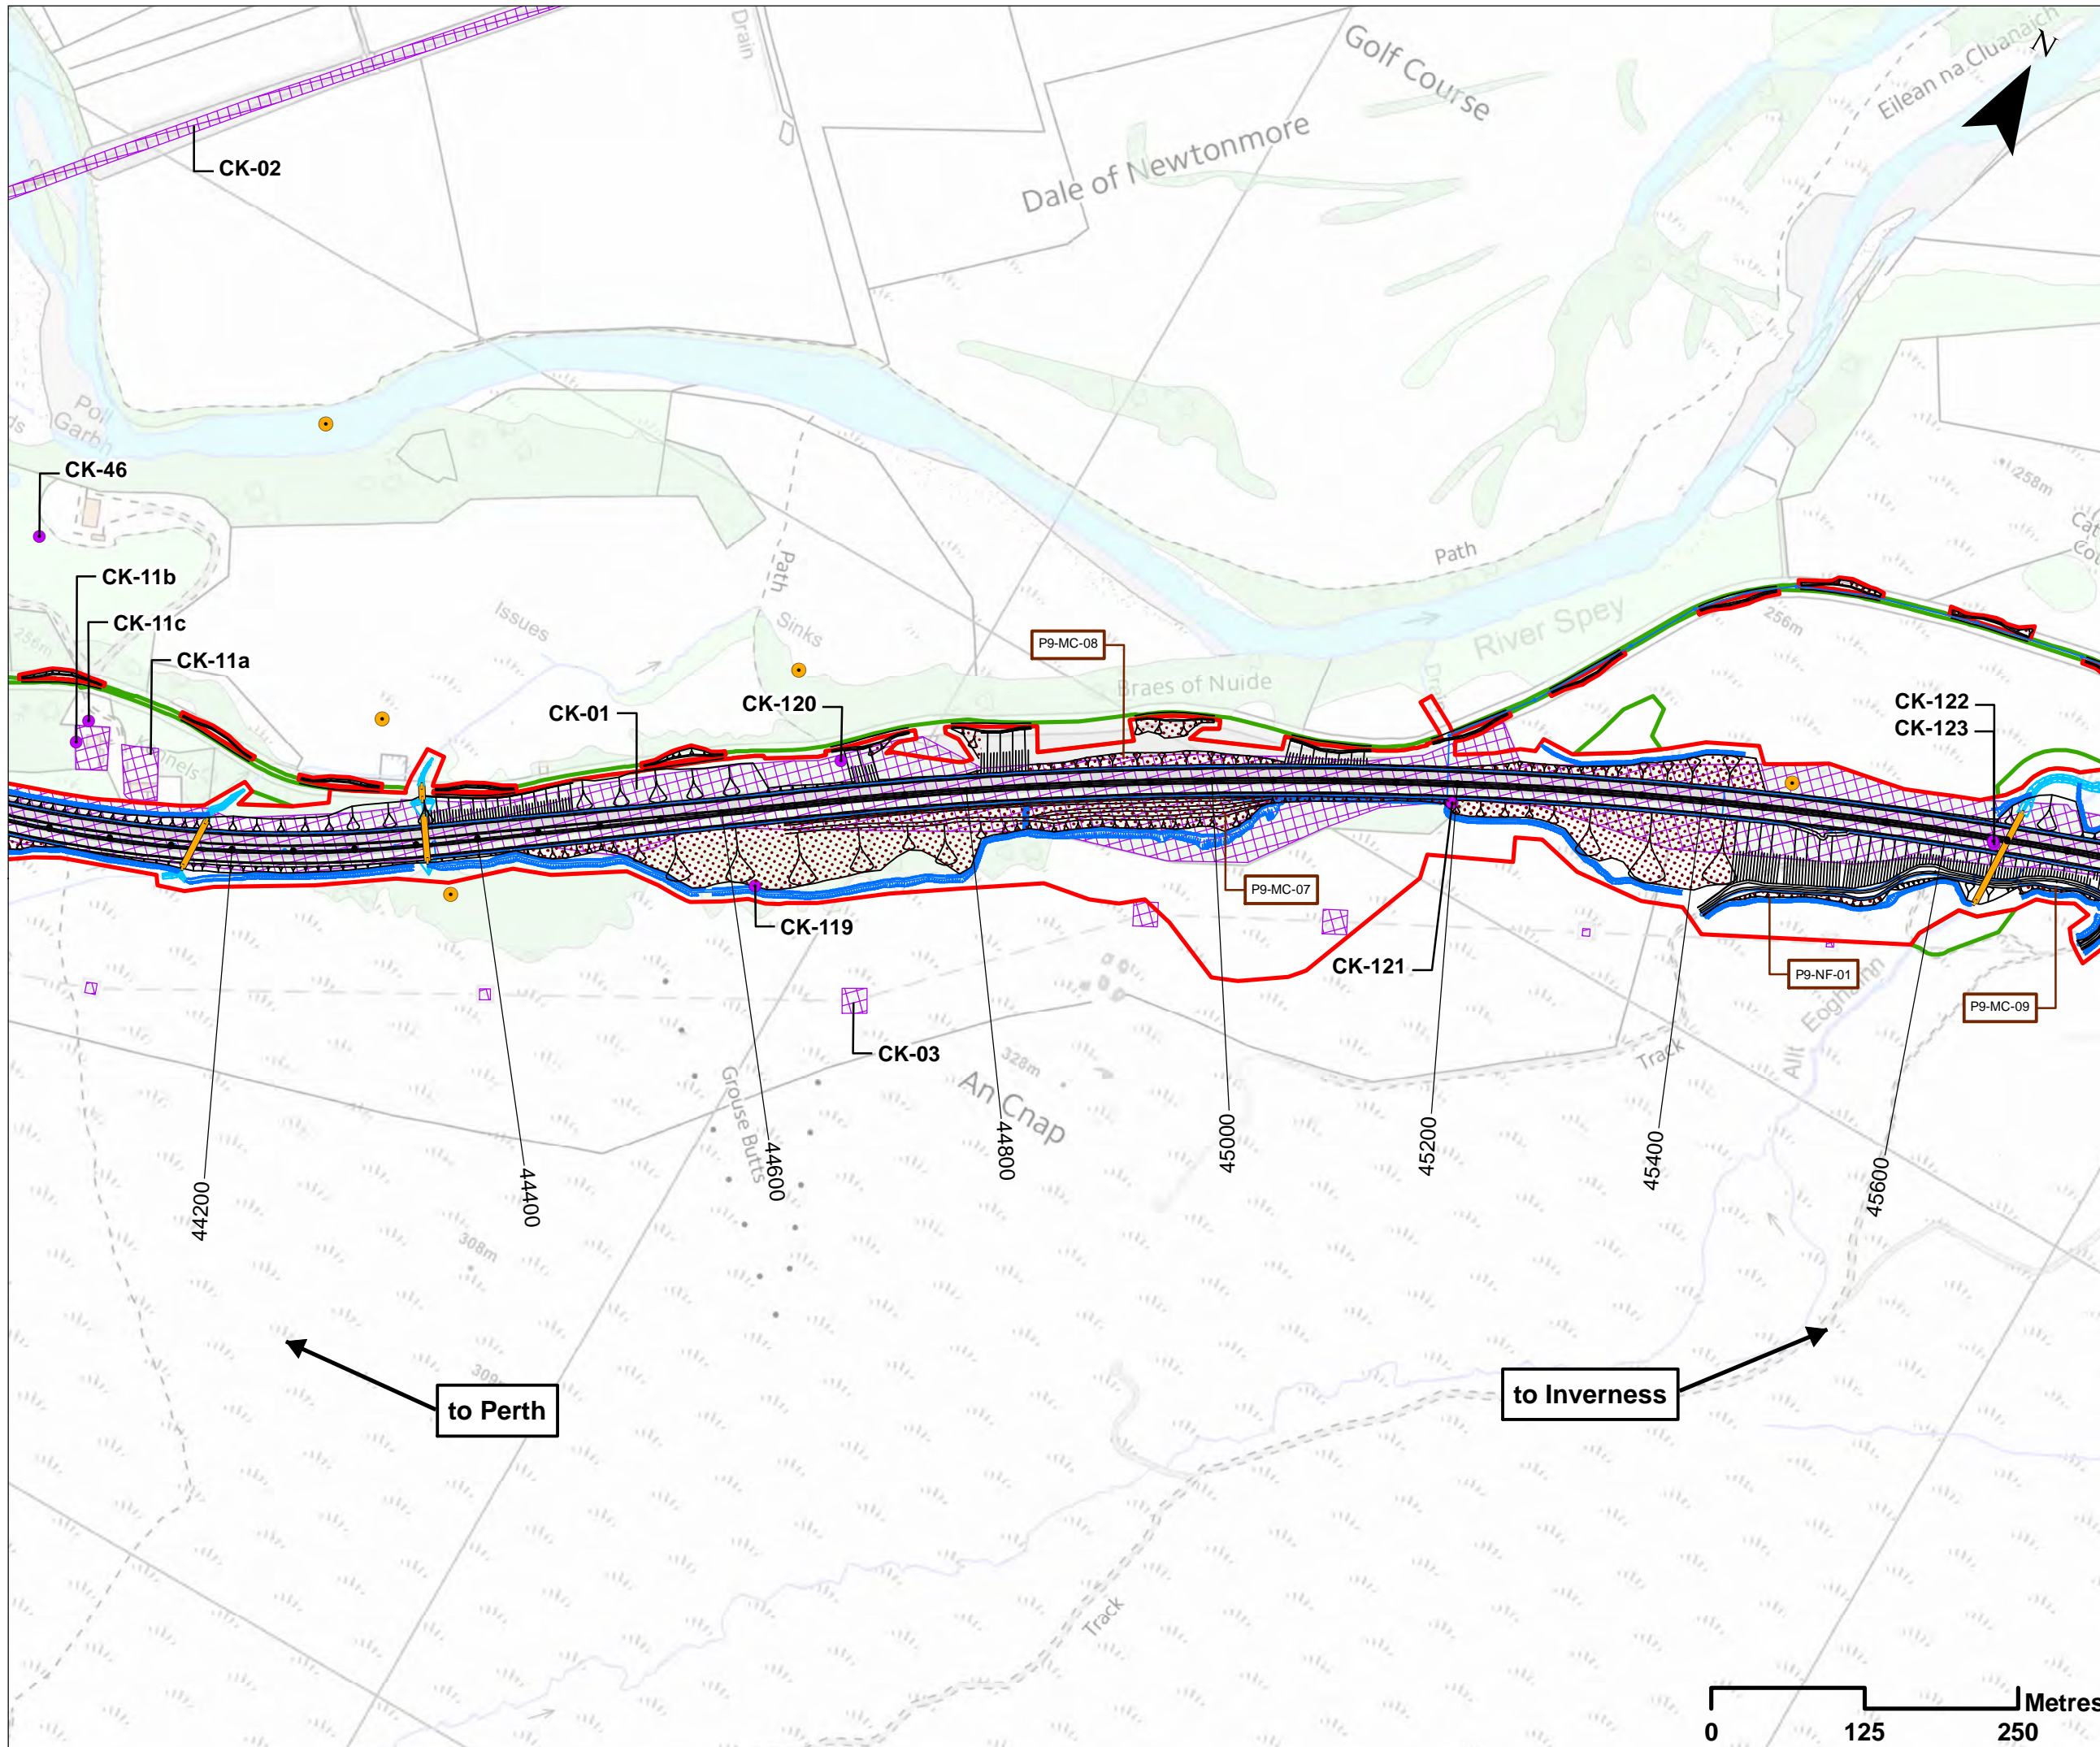 Drain
Golf Course
Eilean na Cluanaich
N
CK-02
Dale of Newtonmore
Poll
Garbh
ds
CK-46
258m
Path
Path
CK-11b
Issues
Sinks
River Spey
256m
CK-11c
P9-MC-08
256m
CK-11a
Braes of Nuide
CK-01
CK-120
CK-122
CK-123
P9-MC-07
CK-119
CK-121
P9-NF-01
P9-MC-09
Eoghainn
Allt
Track
CK-03
328m
An Cnap
Grouse Butts
44200
44400
44600
44800
45000
45200
45400
45600
308m
to Perth
to Inverness
Track
Metres
0 125 250